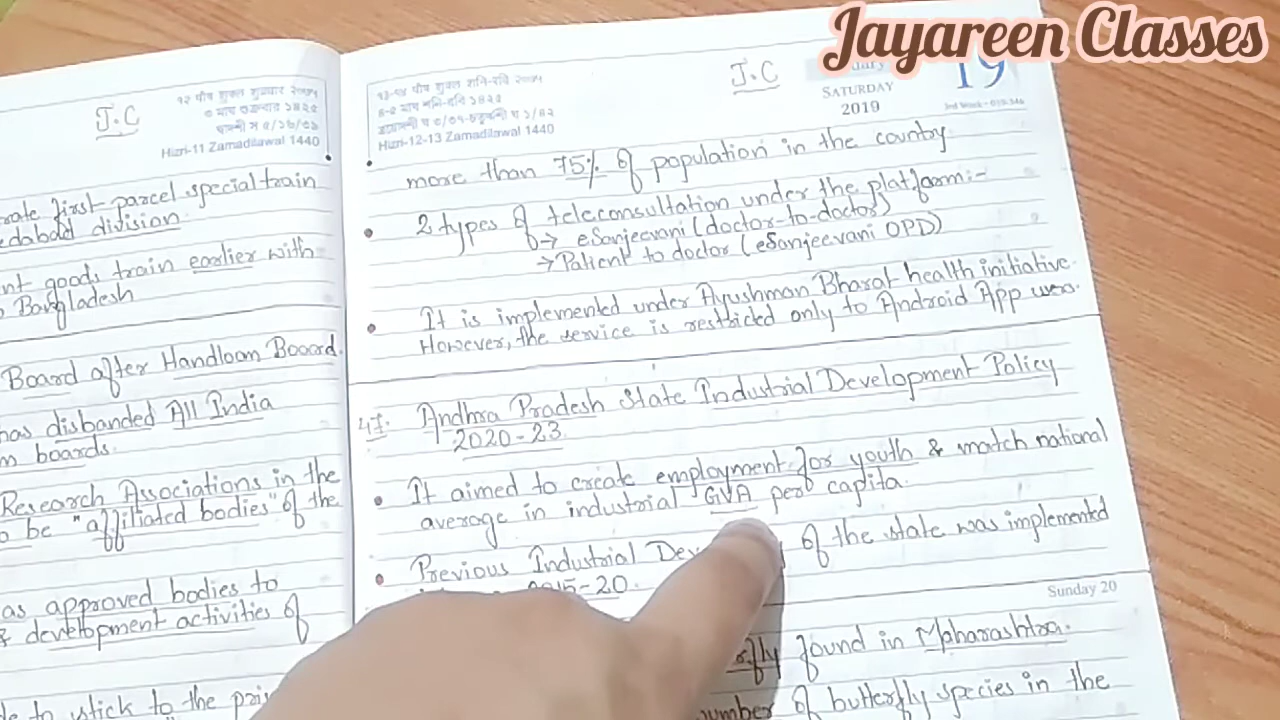 Jayareen Classes
J.C
Hizri-11 Zamadilawal 1440
rate first parcel special train
edabad division.
nt goods train earlier with
Bangladesh
Board after Handloom Booard.
has disbanded All India
m boards.
Research Associations in the
o be "affiliated bodies" of the
as approved bodies to
& development activities of
to stick to the
J.C
SATURDAY
2019
19
Hizri-12-13 Zamadilawal 1440
more than 75% of population in the country
2 types of teleconsultation under the platform:-
→ eSanjeevani (doctor-to-doctor)
→ Patient to doctor (eSanjeevani OPD)
It is implemented under Ayushman Bharat health initiative.
However, the service is restricted only to Android App users.
47. Andhra Pradesh State Industrial Development Policy
2020-23
It aimed to create employment for youth & match national
average in industrial GVA per capita.
Previous Industrial Dev of the state was implemented
2015-20.
Sunday 20
found in Maharashtra.
number of butterfly species in the